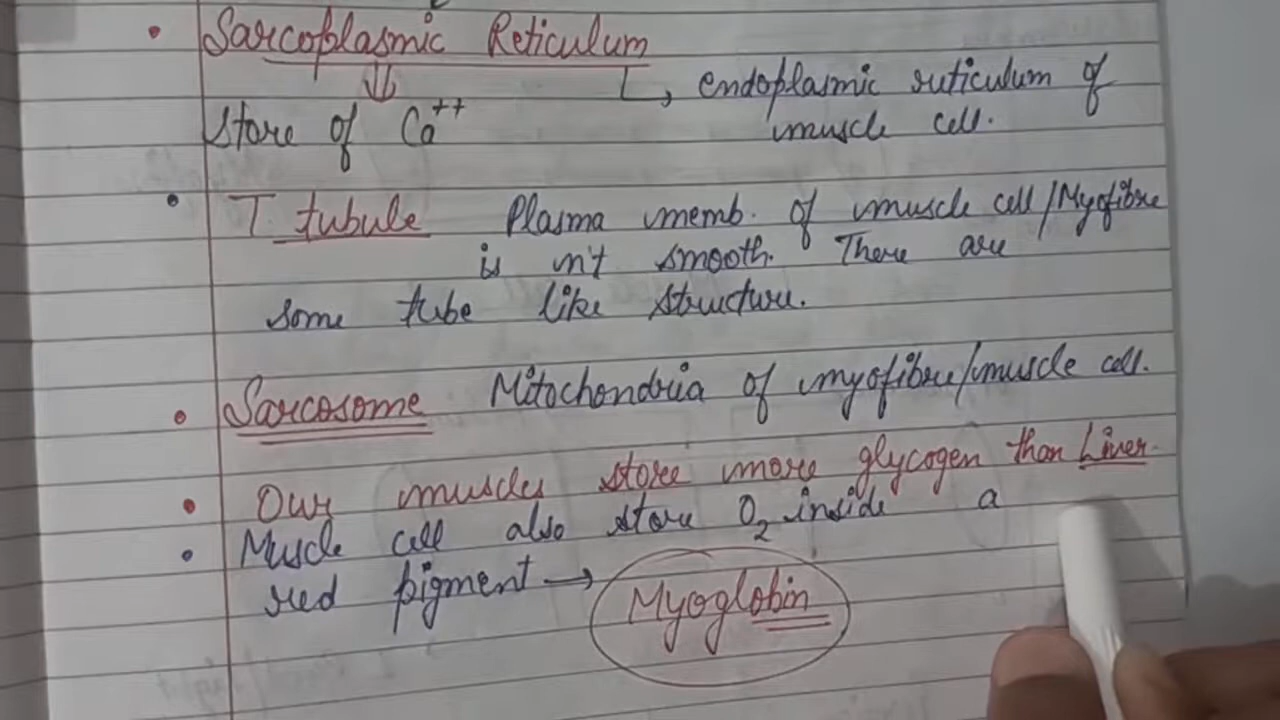 Sarcoplasmic Reticulum
endoplasmic reticulum of
store of Ca++
muscle cell.
T. tubule Plasma memb. of muscle cell/Myofibre
is n't smooth. There are
some tube like structure.
Sarcosome Mitochondria of myofibre/muscle cell.
Our muscles store more glycogen than Liver.
Muscle cell also store O2 inside a
red pigment → Myoglobin